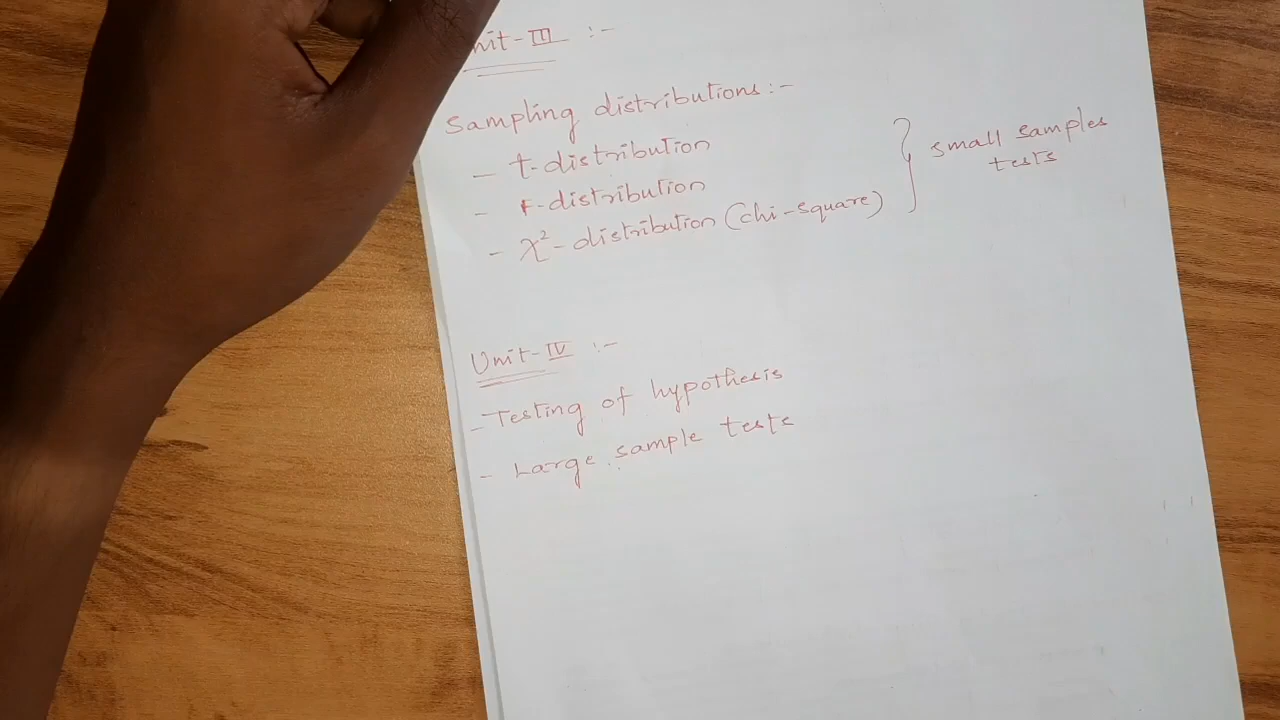 nit-III :-
Sampling distributions :-
- t-distribution
- F-distribution
- χ²-distribution (chi-square)
small samples
tests
Unit-IV :-
- Testing of hypothesis
- Large sample tests